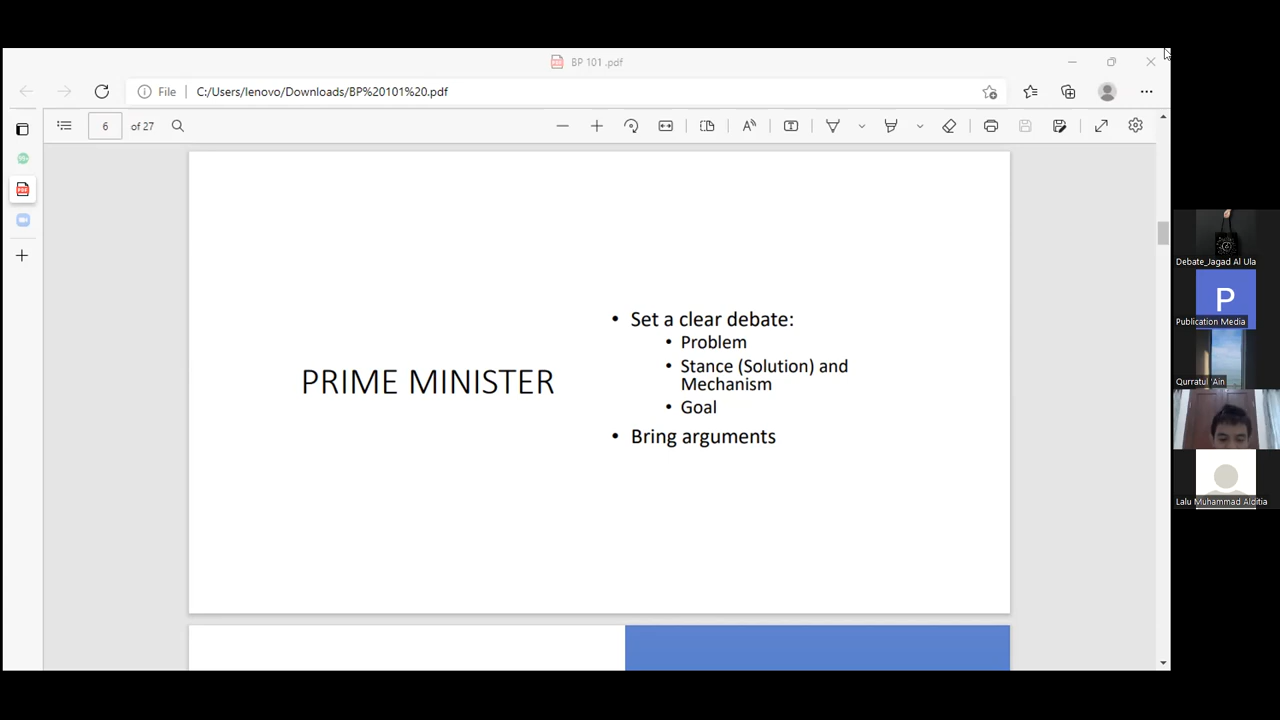 BP 101 .pdf
File
C:/Users/lenovo/Downloads/BP%20101%20.pdf
6 of 27
PRIME MINISTER
• Set a clear debate:
• Problem
• Stance (Solution) and
Mechanism
• Goal
• Bring arguments
Debate_Jagad Al Ula
P
Publication Media
Qurratul 'Ain
Lalu Muhammad Alditia